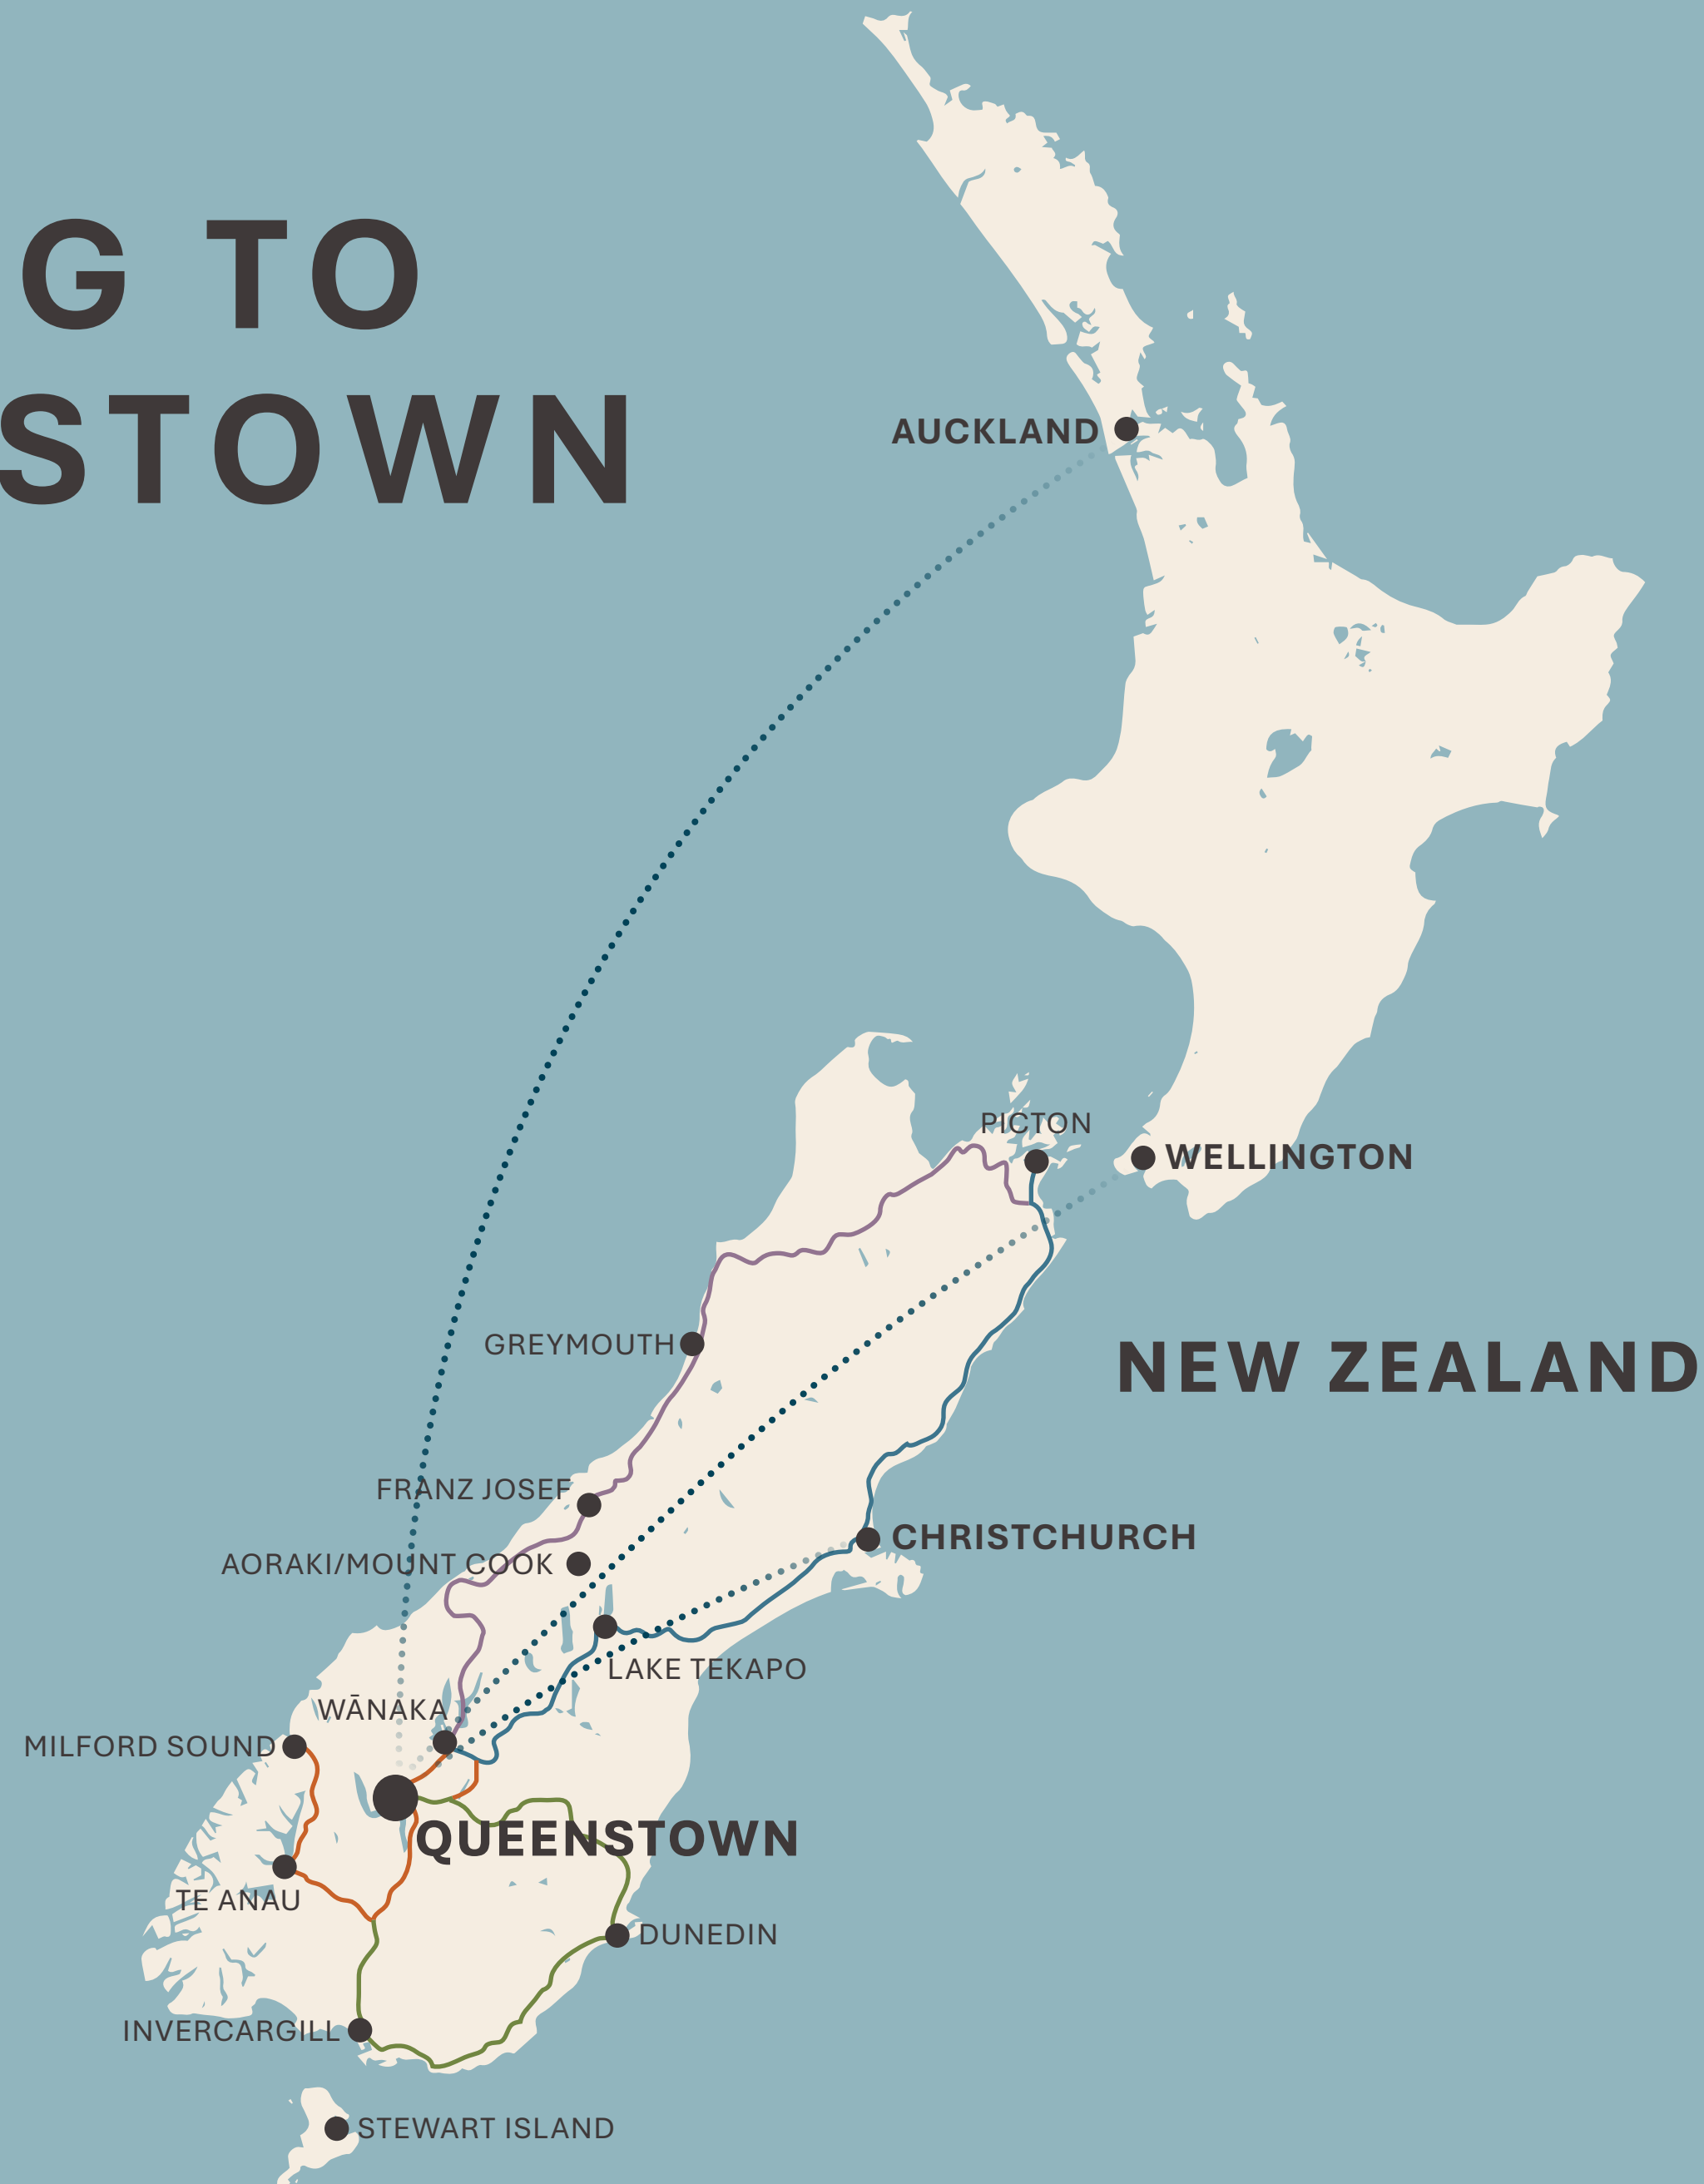 G TO
STOWN
AUCKLAND
PICTON
WELLINGTON
GREYMOUTH
NEW ZEALAND
FRANZ JOSEF
CHRISTCHURCH
AORAKI/MOUNT COOK
LAKE TEKAPO
WĀNAKA
MILFORD SOUND
QUEENSTOWN
TE ANAU
DUNEDIN
INVERCARGILL
STEWART ISLAND